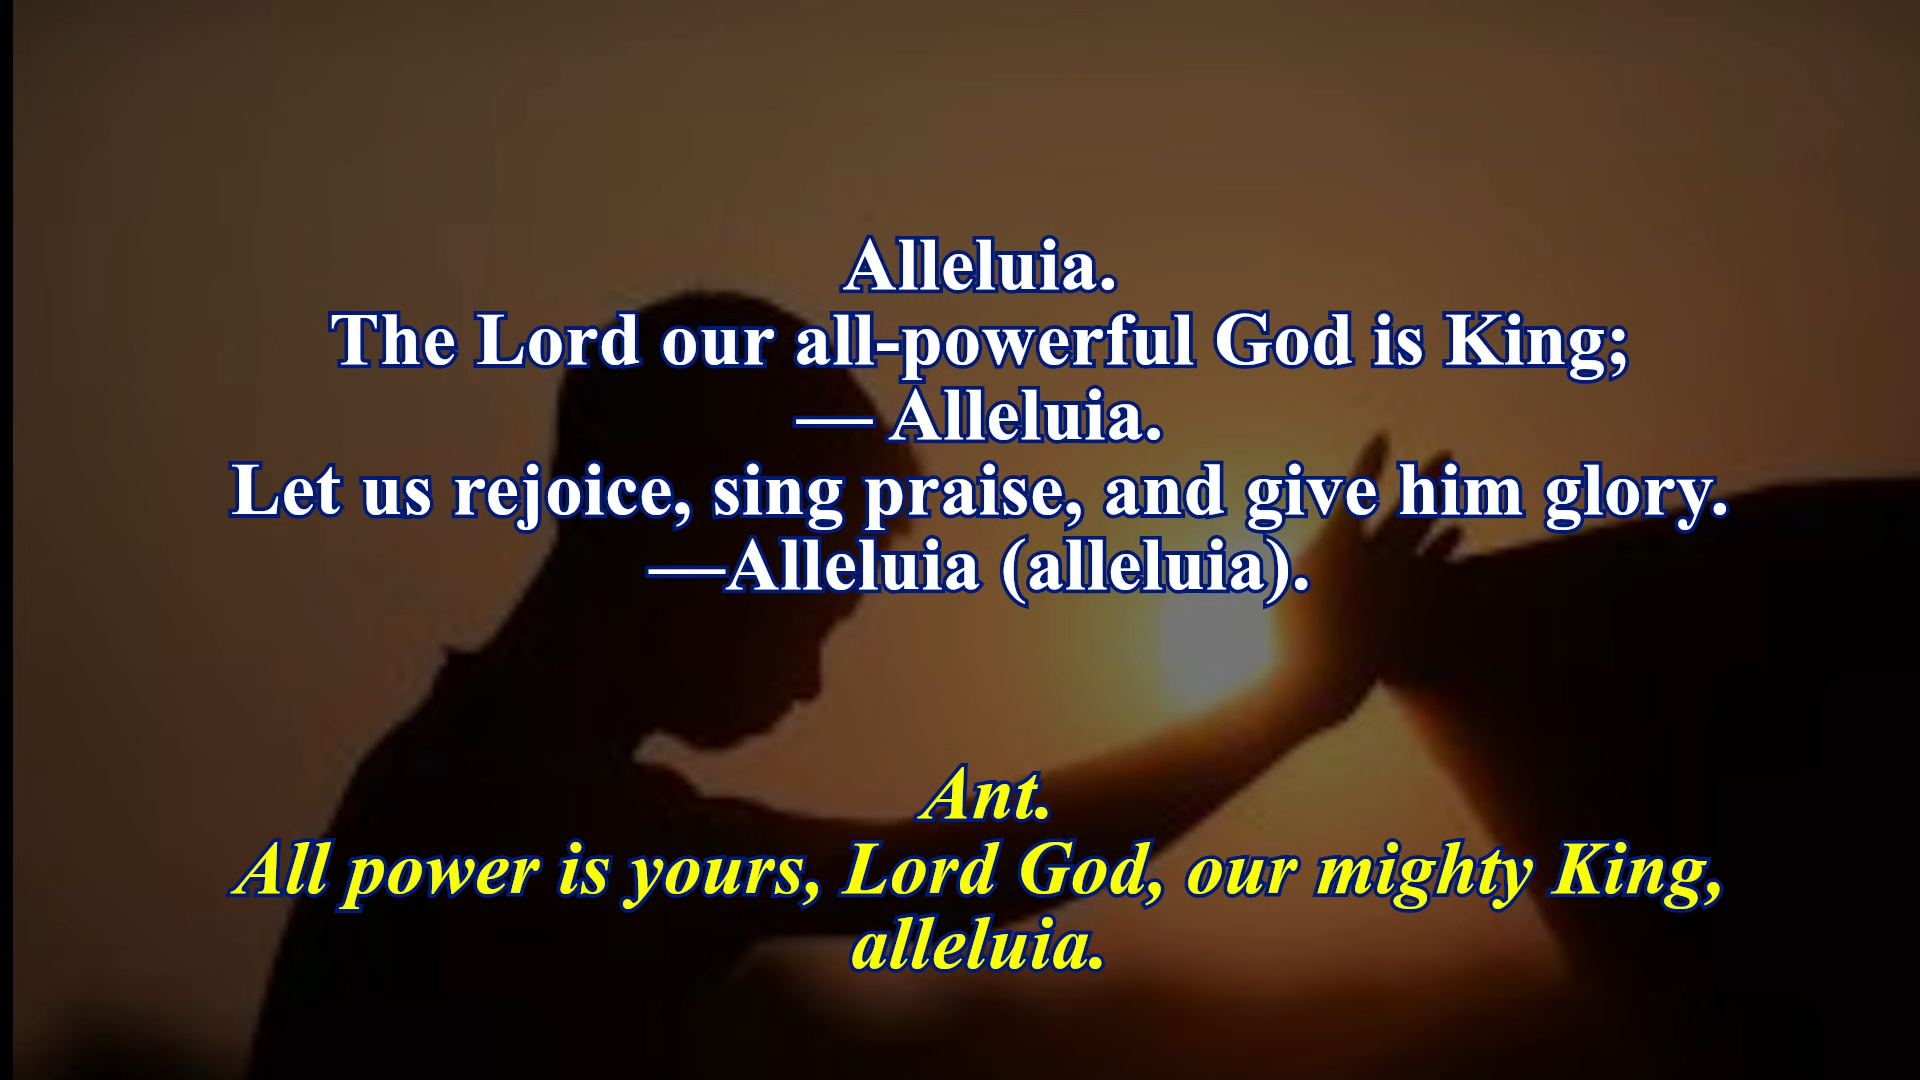 Alleluia.
The Lord our all-powerful God is King;
— Alleluia.
Let us rejoice, sing praise, and give him glory.
—Alleluia (alleluia).
Ant.
All power is yours, Lord God, our mighty King,
alleluia.